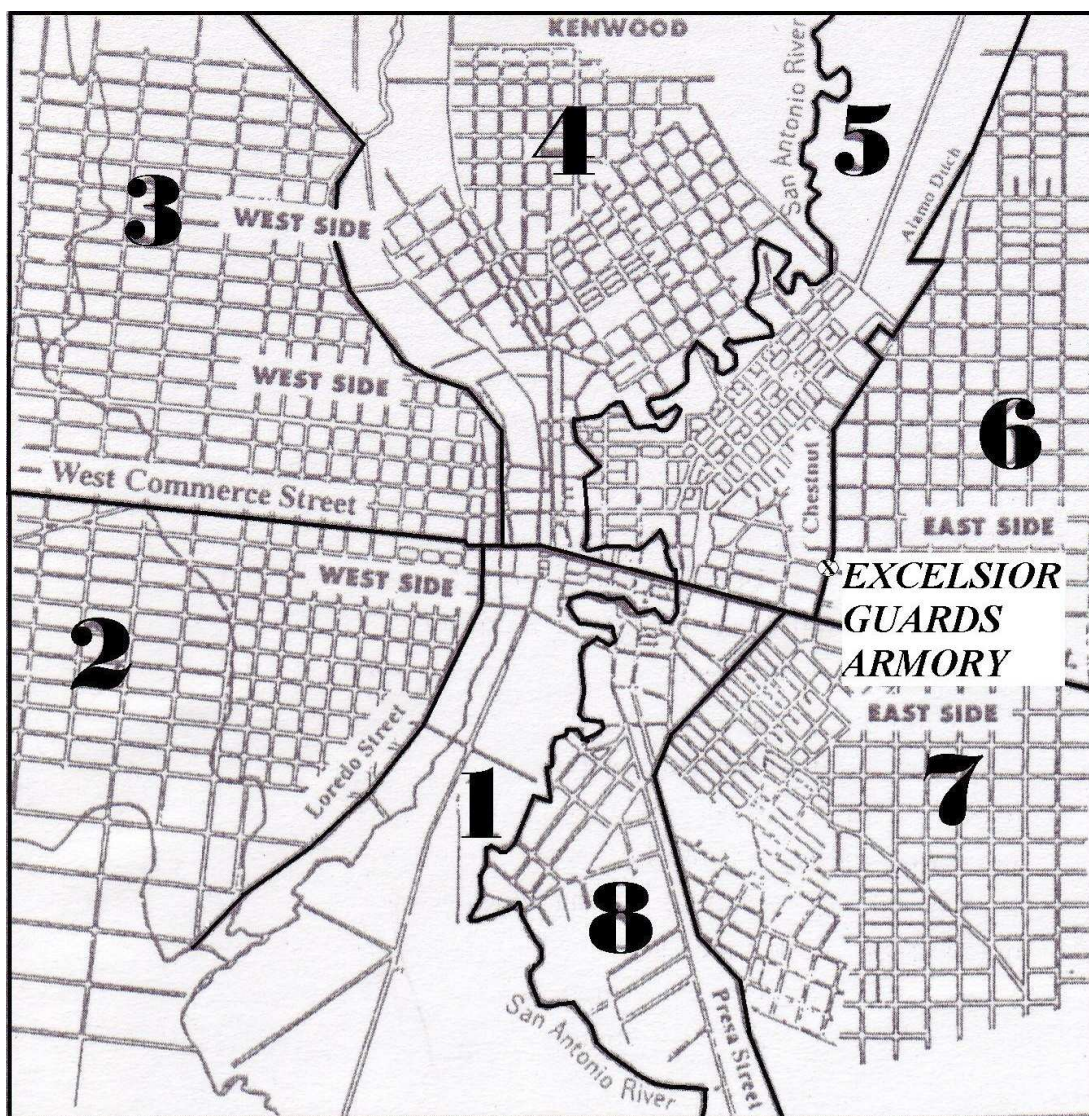 KENWOOD
San Antonio River
4
5
3
WEST SIDE
Alamo Ditch
WEST SIDE
6
West Commerce Street
Chestnut
EAST SIDE
WEST SIDE
EXCELSIOR
GUARDS
ARMORY
2
EAST SIDE
Loredo Street
7
1
8
San Antonio River
Presa Street